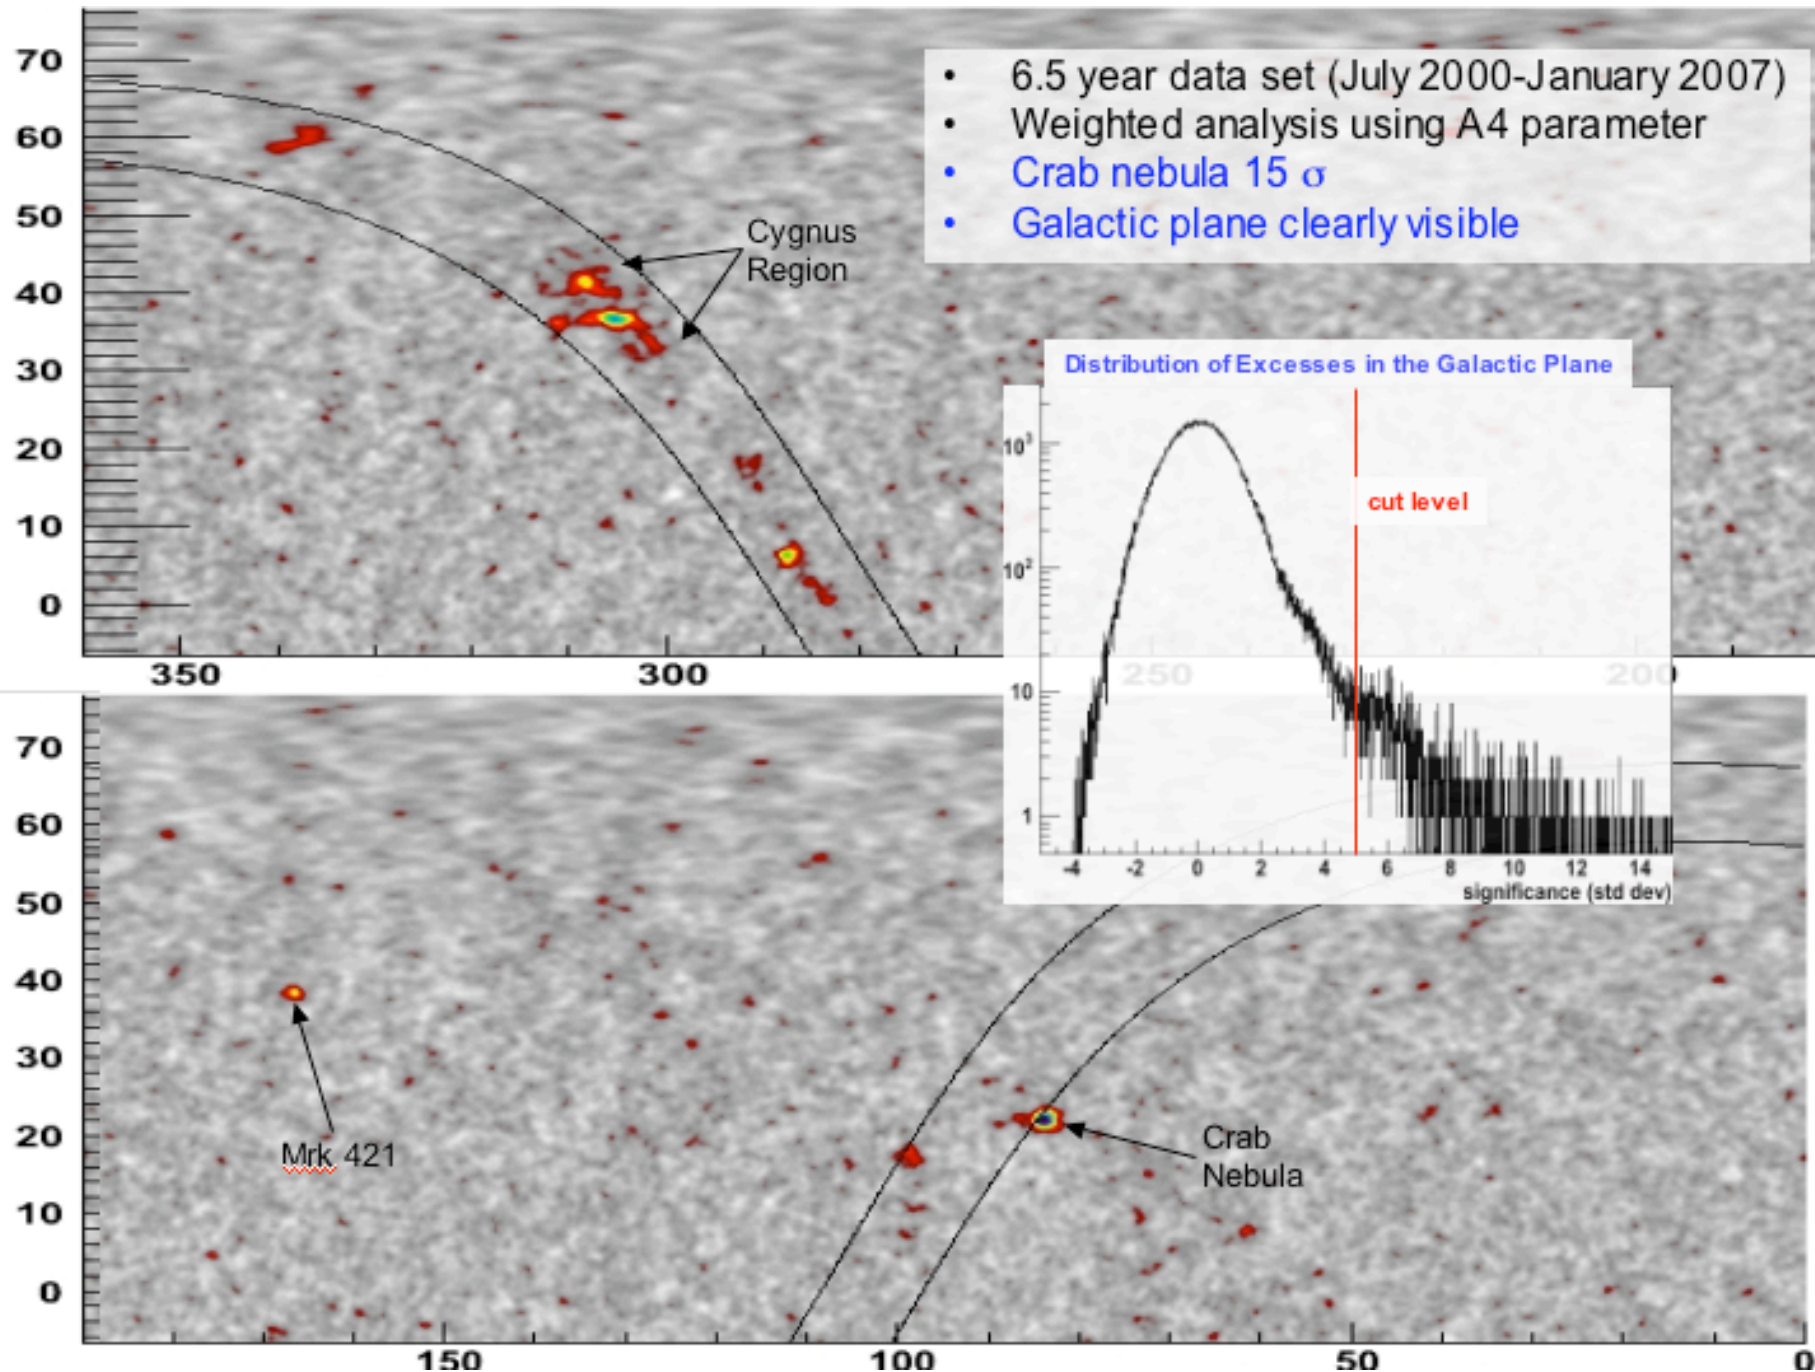 • 6.5 year data set (July 2000-January 2007)
• Weighted analysis using A4 parameter
• Crab nebula 15 σ
• Galactic plane clearly visible
70
60
50
40
30
20
10
0
Cygnus
Region
350
300
250
200
Distribution of Excesses in the Galactic Plane
cut level
10³
10²
10
1
-4 -2 0 2 4 6 8 10 12 14
significance (std dev)
70
60
50
40
30
20
10
0
Mrk 421
Crab
Nebula
150
100
50
0